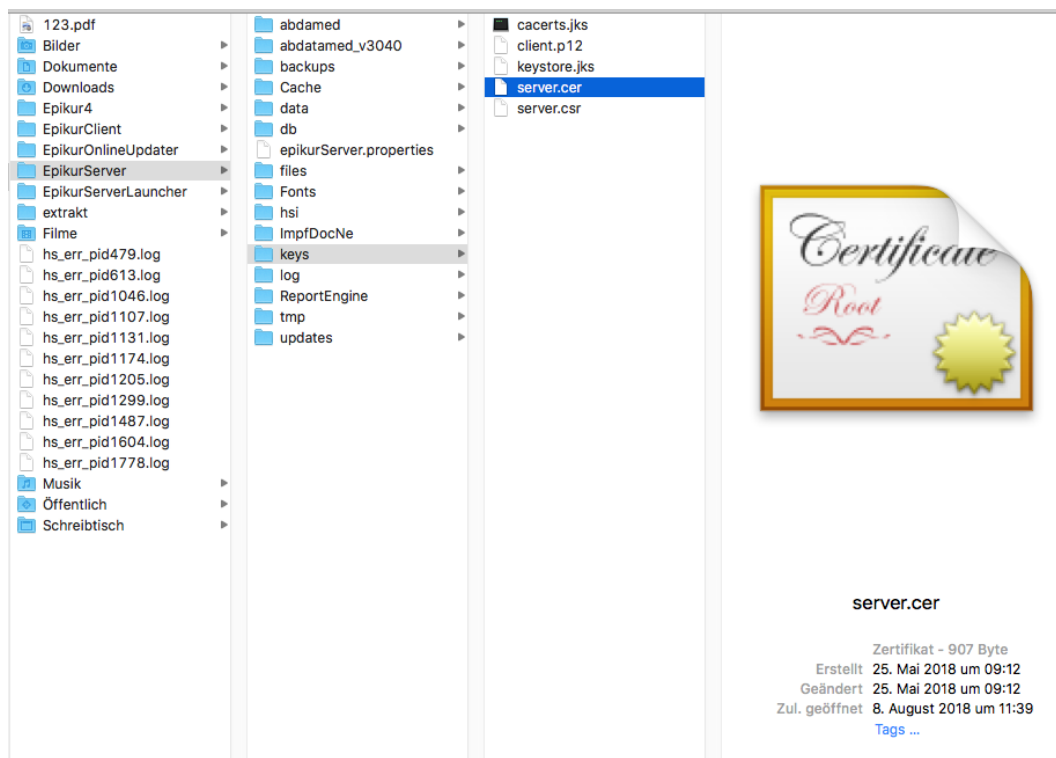 123.pdf
Bilder
Dokumente
Downloads
Epikur4
EpikurClient
EpikurOnlineUpdater
EpikurServer
EpikurServerLauncher
extrakt
Filme
hs_err_pid479.log
hs_err_pid613.log
hs_err_pid1046.log
hs_err_pid1107.log
hs_err_pid1131.log
hs_err_pid1174.log
hs_err_pid1205.log
hs_err_pid1299.log
hs_err_pid1487.log
hs_err_pid1604.log
hs_err_pid1778.log
Musik
Öffentlich
Schreibtisch
abdamed
abdatamed_v3040
backups
Cache
data
db
epikurServer.properties
files
Fonts
hsi
ImpfDocNe
keys
log
ReportEngine
tmp
updates
cacerts.jks
client.p12
keystore.jks
server.cer
server.csr
Certificate
Root
server.cer
Zertifikat - 907 Byte
Erstellt 25. Mai 2018 um 09:12
Geändert 25. Mai 2018 um 09:12
Zul. geöffnet 8. August 2018 um 11:39
Tags ...